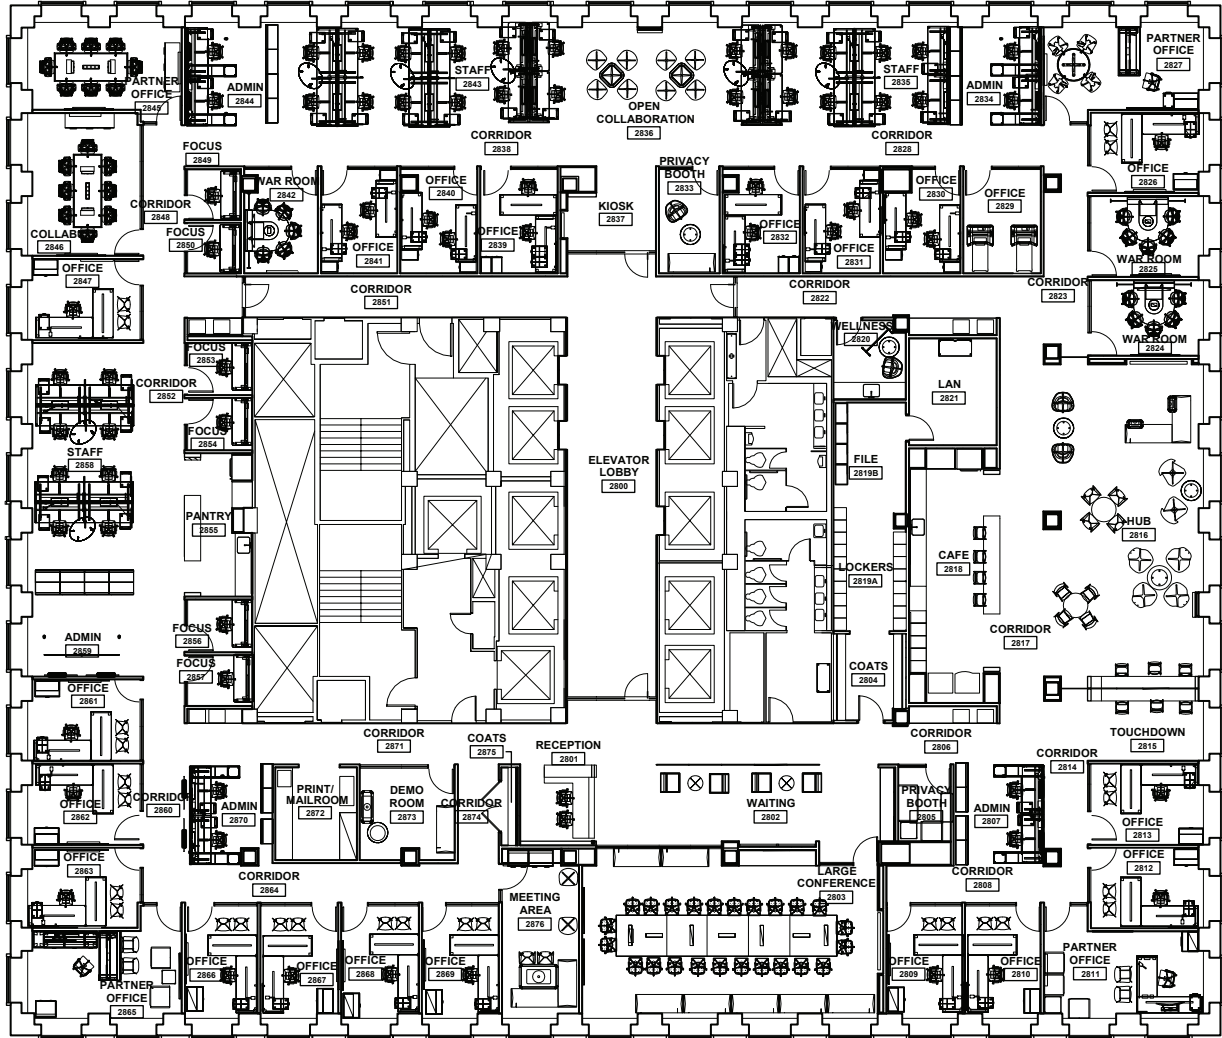 PARTNER
OFFICE
2845
ADMIN
2844
STAFF
2843
OPEN
COLLABORATION
2836
STAFF
2835
ADMIN
2834
PARTNER
OFFICE
2827
CORRIDOR
2838
CORRIDOR
2828
FOCUS
2849
WAR ROOM
2842
OFFICE
2840
PRIVACY
BOOTH
2833
OFFICE
2830
OFFICE
2829
OFFICE
2826
CORRIDOR
2848
KIOSK
2837
COLLAB
2846
FOCUS
2850
OFFICE
2841
OFFICE
2839
OFFICE
2832
OFFICE
2831
WAR ROOM
2825
OFFICE
2847
CORRIDOR
2851
CORRIDOR
2822
CORRIDOR
2823
WAR ROOM
2824
FOCUS
2853
WELLNESS
2820
CORRIDOR
2852
LAN
2821
FOCUS
2854
STAFF
2858
ELEVATOR
LOBBY
2800
FILE
2819B
PANTRY
2855
HUB
2816
CAFE
2818
LOCKERS
2819A
FOCUS
2856
ADMIN
2859
CORRIDOR
2817
FOCUS
2857
COATS
2804
OFFICE
2861
CORRIDOR
2871
COATS
2875
RECEPTION
2801
CORRIDOR
2806
TOUCHDOWN
2815
CORRIDOR
2814
OFFICE
2862
CORRIDOR
2860
ADMIN
2870
PRINT/
MAILROOM
2872
DEMO
ROOM
2873
CORRIDOR
2874
WAITING
2802
PRIVACY
BOOTH
2805
ADMIN
2807
OFFICE
2813
OFFICE
2863
CORRIDOR
2864
LARGE
CONFERENCE
2803
CORRIDOR
2808
OFFICE
2812
MEETING
AREA
2876
OFFICE
2866
OFFICE
2867
OFFICE
2868
OFFICE
2869
OFFICE
2809
OFFICE
2810
PARTNER
OFFICE
2811
PARTNER
OFFICE
2865